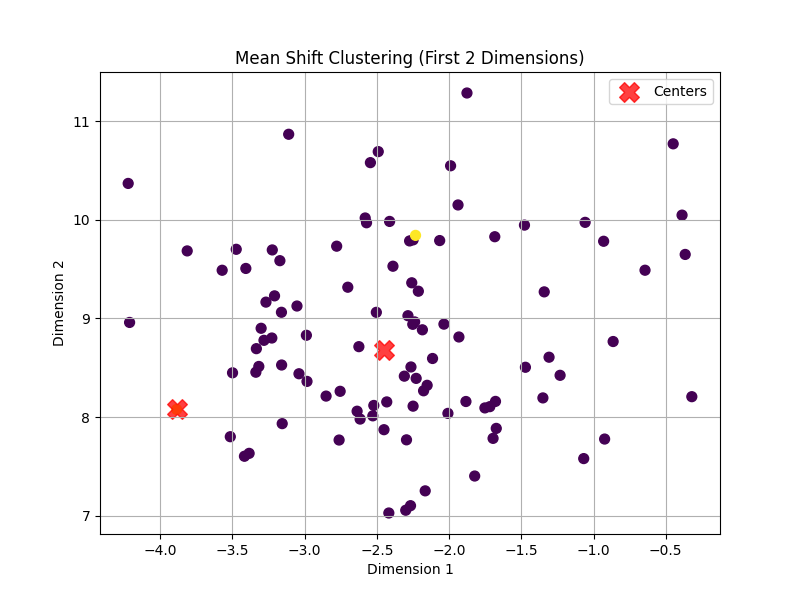 Mean Shift Clustering (First 2 Dimensions)
Centers
Dimension 2
11
10
9
8
7
−4.0 −3.5 −3.0 −2.5 −2.0 −1.5 −1.0 −0.5
Dimension 1